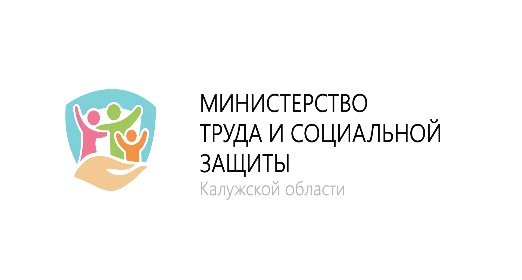 МИНИСТЕРСТВО
ТРУДА И СОЦИАЛЬНОЙ
ЗАЩИТЫ
Калужской области